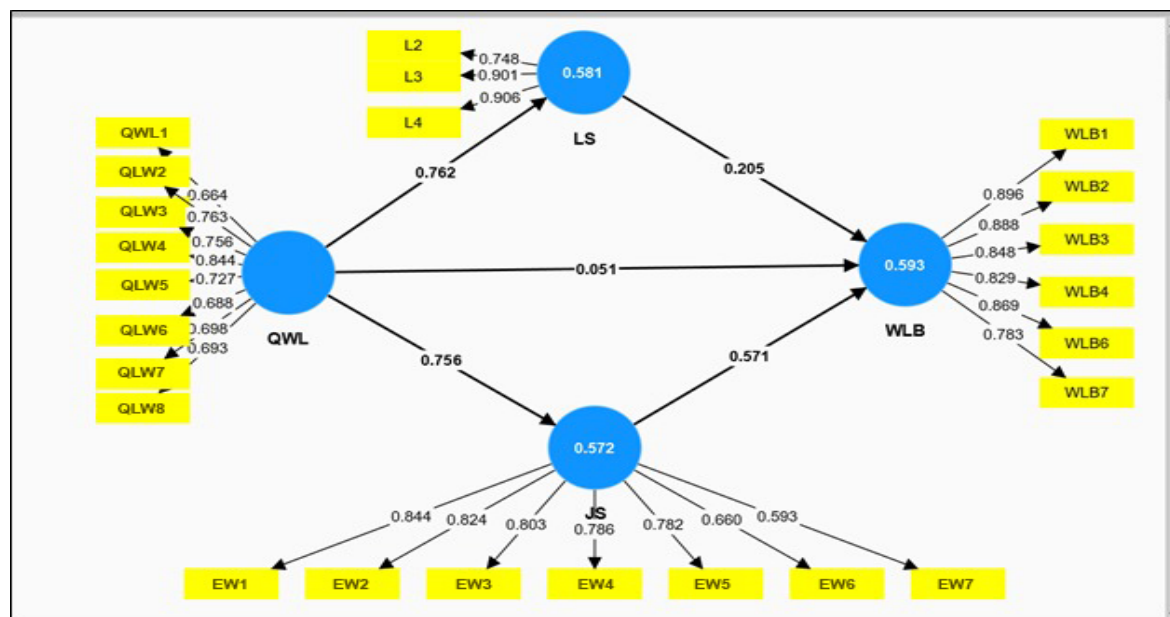 L2
0.748
0.581
L3
0.901
0.906
L4
LS
QWL1
QLW2
QLW3
QLW4
QLW5
QLW6
QLW7
QLW8
0.664
0.763
0.756
0.844
0.727
0.688
0.698
0.693
QWL
0.762
0.205
0.051
0.756
0.571
0.593
WLB
WLB1
WLB2
WLB3
WLB4
WLB6
WLB7
0.896
0.888
0.848
0.829
0.869
0.783
0.572
JS
0.844
0.824
0.803
0.786
0.782
0.660
0.593
EW1
EW2
EW3
EW4
EW5
EW6
EW7